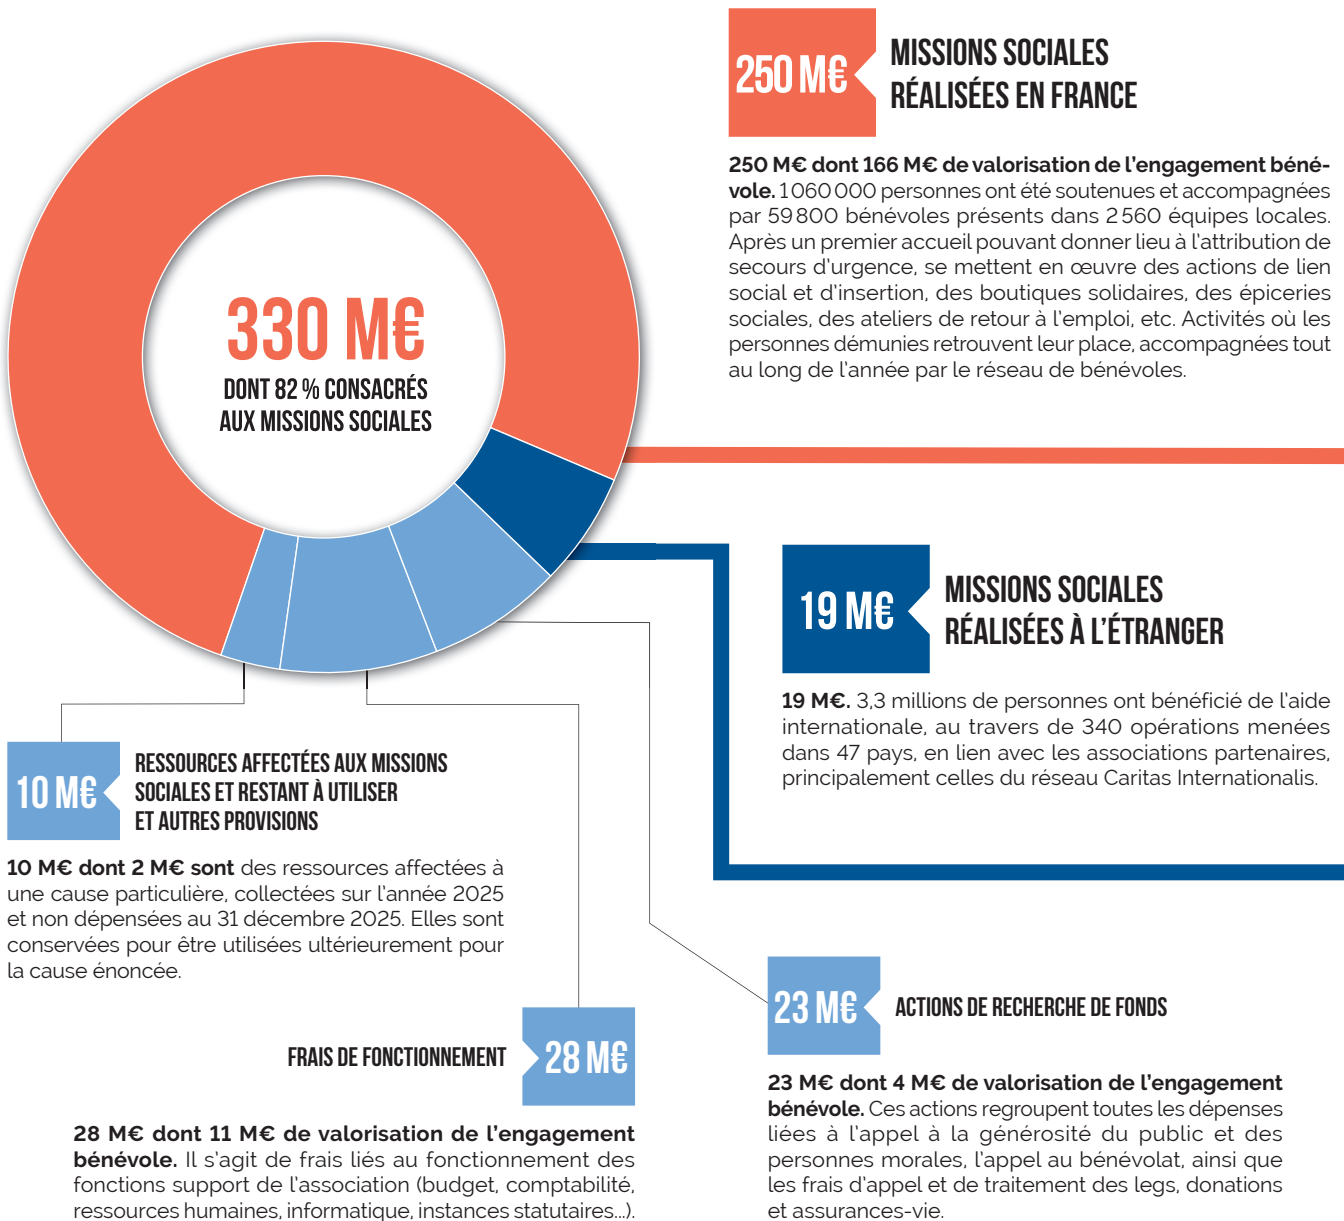 330 M€
DONT 82 % CONSACRÉS
AUX MISSIONS SOCIALES
250 M€
MISSIONS SOCIALES
RÉALISÉES EN FRANCE
250 M€ dont 166 M€ de valorisation de l’engagement béné-
vole. 1 060 000 personnes ont été soutenues et accompagnées
par 59 800 bénévoles présents dans 2 560 équipes locales.
Après un premier accueil pouvant donner lieu à l’attribution de
secours d’urgence, se mettent en œuvre des actions de lien
social et d’insertion, des boutiques solidaires, des épiceries
sociales, des ateliers de retour à l’emploi, etc. Activités où les
personnes démunies retrouvent leur place, accompagnées tout
au long de l’année par le réseau de bénévoles.
19 M€
MISSIONS SOCIALES
RÉALISÉES À L’ÉTRANGER
19 M€. 3,3 millions de personnes ont bénéficié de l’aide
internationale, au travers de 340 opérations menées
dans 47 pays, en lien avec les associations partenaires,
principalement celles du réseau Caritas Internationalis.
10 M€
RESSOURCES AFFECTÉES AUX MISSIONS
SOCIALES ET RESTANT À UTILISER
ET AUTRES PROVISIONS
10 M€ dont 2 M€ sont des ressources affectées à
une cause particulière, collectées sur l’année 2025
et non dépensées au 31 décembre 2025. Elles sont
conservées pour être utilisées ultérieurement pour
la cause énoncée.
FRAIS DE FONCTIONNEMENT
28 M€
28 M€ dont 11 M€ de valorisation de l’engagement
bénévole. Il s’agit de frais liés au fonctionnement des
fonctions support de l’association (budget, comptabilité,
ressources humaines, informatique, instances statutaires...).
23 M€
ACTIONS DE RECHERCHE DE FONDS
23 M€ dont 4 M€ de valorisation de l’engagement
bénévole. Ces actions regroupent toutes les dépenses
liées à l’appel à la générosité du public et des
personnes morales, l’appel au bénévolat, ainsi que
les frais d’appel et de traitement des legs, donations
et assurances-vie.